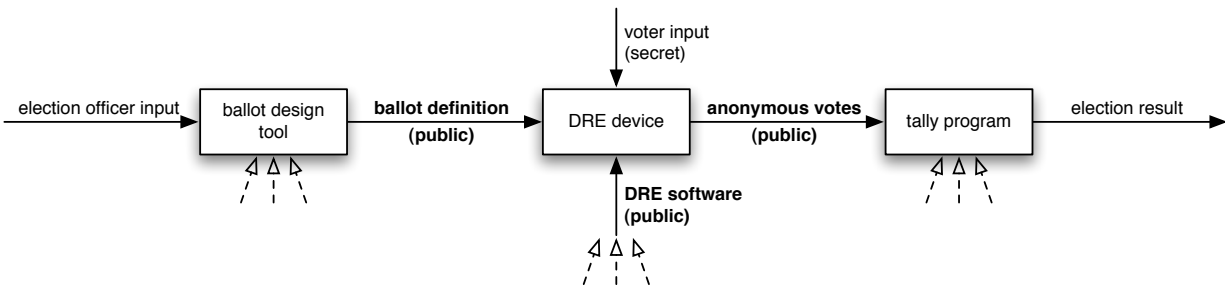 voter input
(secret)
election officer input
ballot design
tool
ballot definition
(public)
DRE device
anonymous votes
(public)
tally program
election result
DRE software
(public)